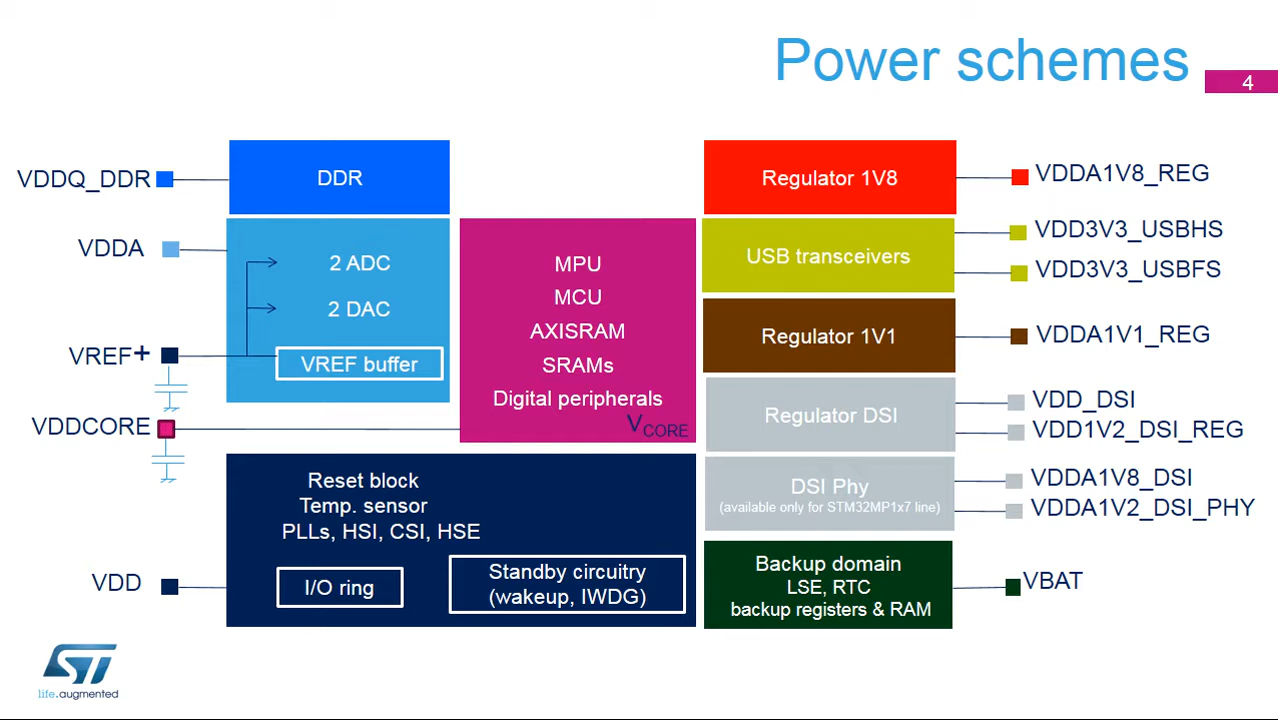 Power schemes
4
VDDQ_DDR
DDR
VDDA
2 ADC
2 DAC
VREF+
VREF buffer
VDDCORE
MPU
MCU
AXISRAM
SRAMs
Digital peripherals
VCORE
Reset block
Temp. sensor
PLLs, HSI, CSI, HSE
VDD
I/O ring
Standby circuitry
(wakeup, IWDG)
Regulator 1V8
VDDA1V8_REG
USB transceivers
VDD3V3_USBHS
VDD3V3_USBFS
Regulator 1V1
VDDA1V1_REG
Regulator DSI
VDD_DSI
VDD1V2_DSI_REG
DSI Phy
(available only for STM32MP1x7 line)
VDDA1V8_DSI
VDDA1V2_DSI_PHY
Backup domain
LSE, RTC
backup registers & RAM
VBAT
ST
life.augmented